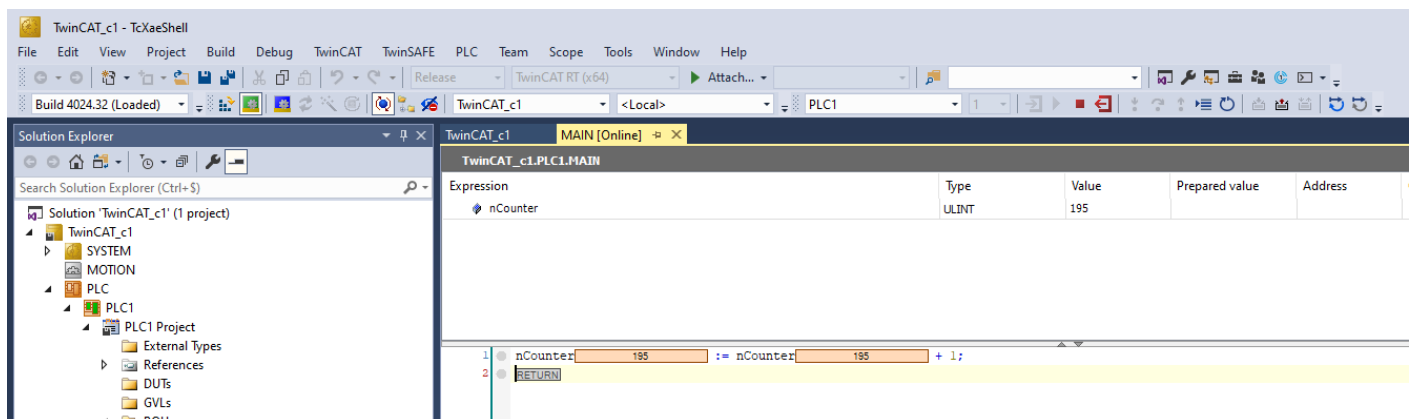 TwinCAT_c1 - TcXaeShell
File Edit View Project Build Debug TwinCAT TwinSAFE PLC Team Scope Tools Window Help
Release TwinCAT RT (x64) Attach...
Build 4024.32 (Loaded) TwinCAT_c1 <Local> PLC1 1
Solution Explorer TwinCAT_c1 MAIN [Online]
TwinCAT_c1.PLC1.MAIN
Search Solution Explorer (Ctrl+$) Expression Type Value Prepared value Address
nCounter ULINT 195
Solution 'TwinCAT_c1' (1 project)
TwinCAT_c1
SYSTEM
MOTION
PLC
PLC1
PLC1 Project
External Types
References
DUTs
GVLs
1 nCounter 195 := nCounter 195 + 1;
2 RETURN